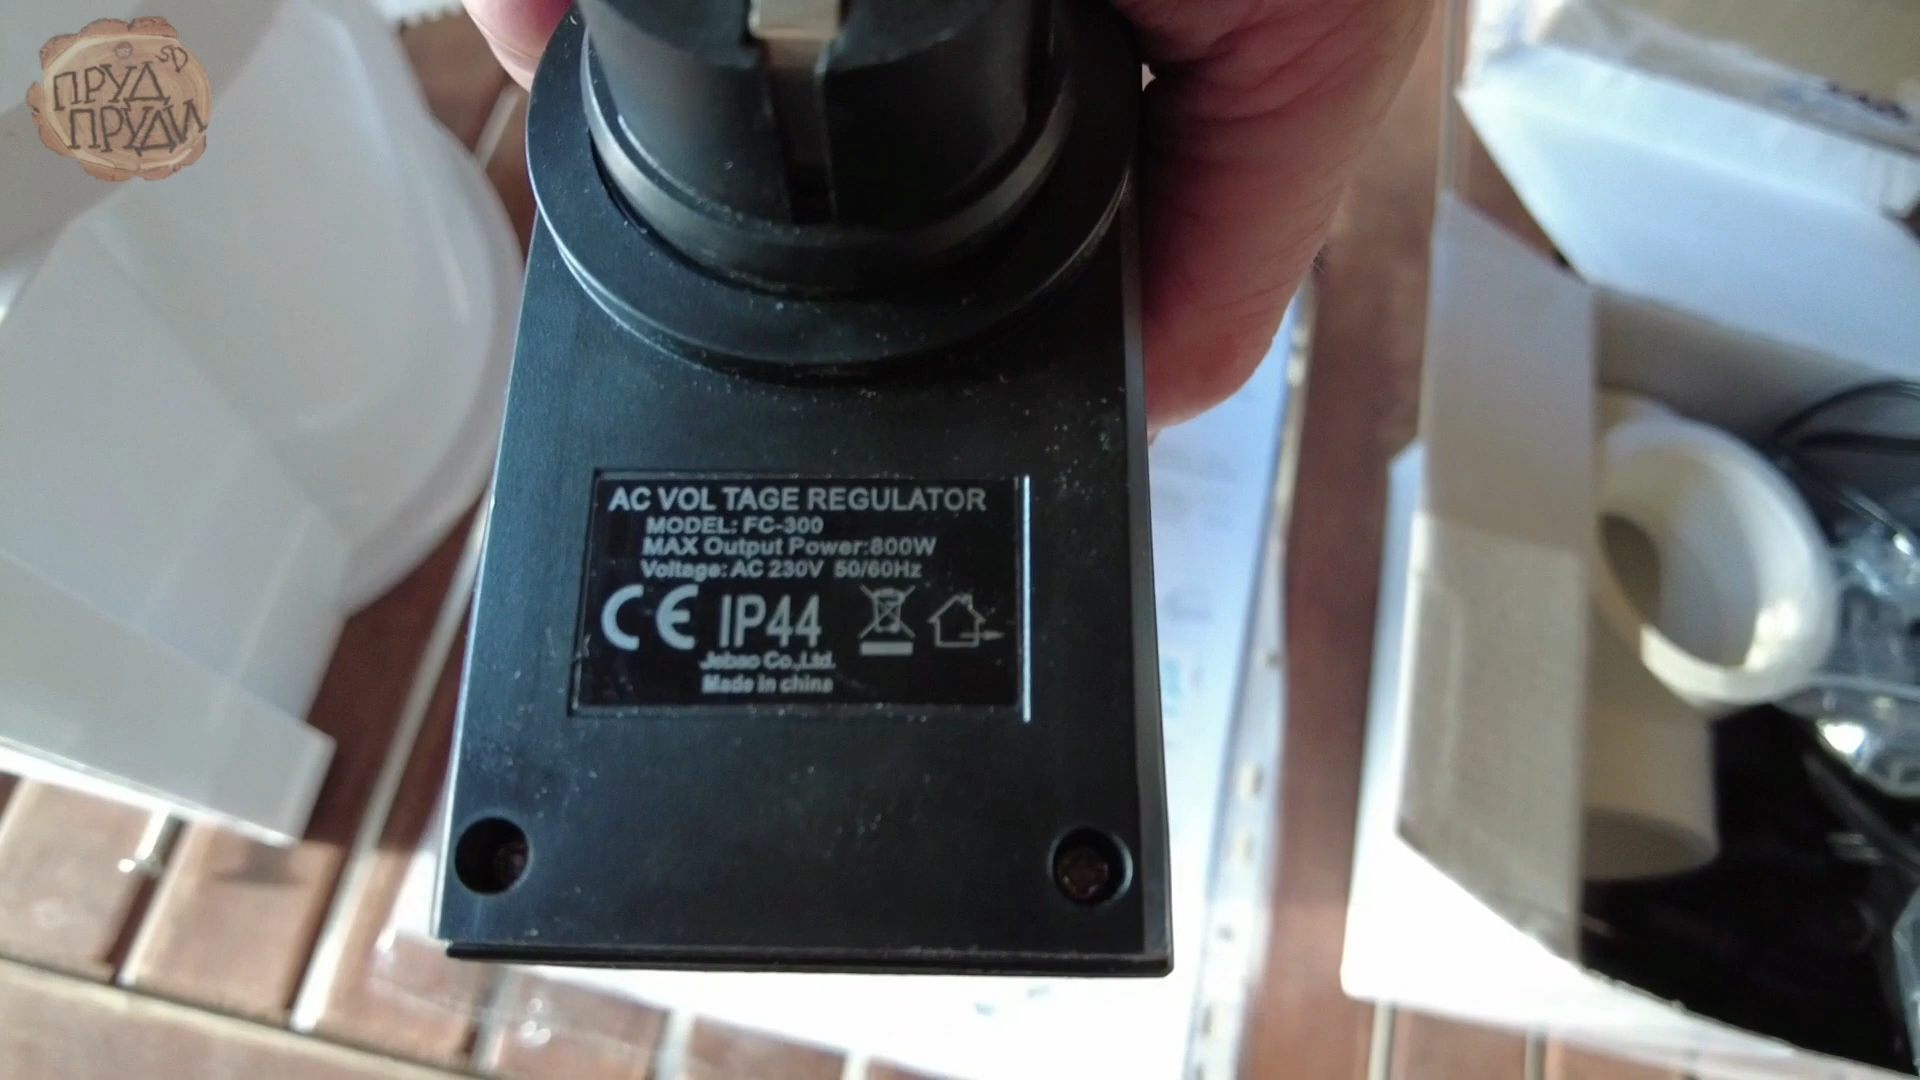 ПРУД SD
ПРУДИ
AC VOL TAGE REGULATOR
MODEL: FC-300
MAX Output Power:800W
Voltage: AC 230V 50/60Hz
CE IP44
Jebao Co.,Ltd.
Made in china